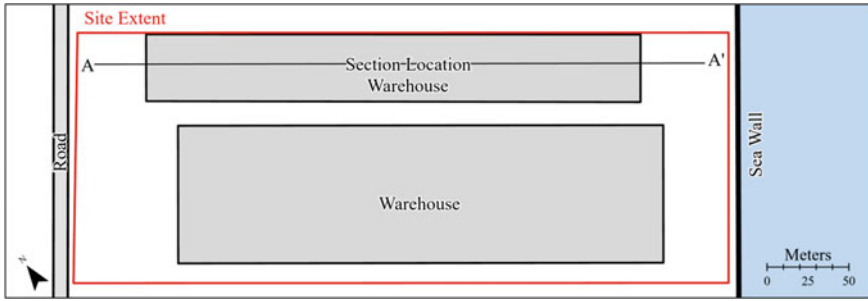 Site Extent
A
Section Location
A'
Warehouse
Road
Sea Wall
Warehouse
N
Meters
0 25 50